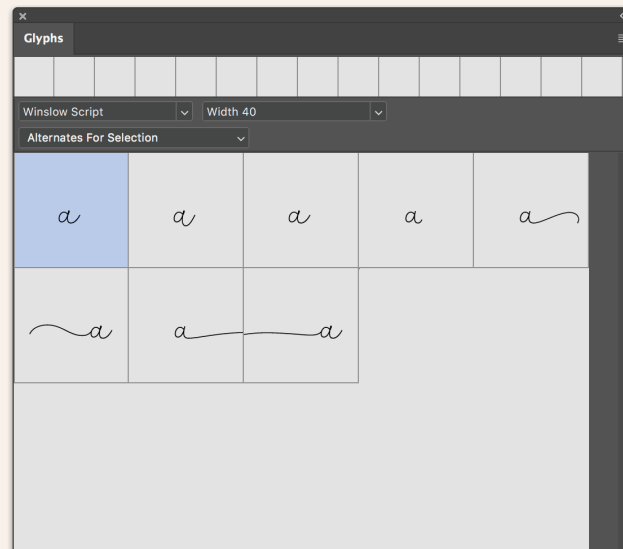 Glyphs
Winslow Script Width 40
Alternates For Selection
a a a a a
a a a